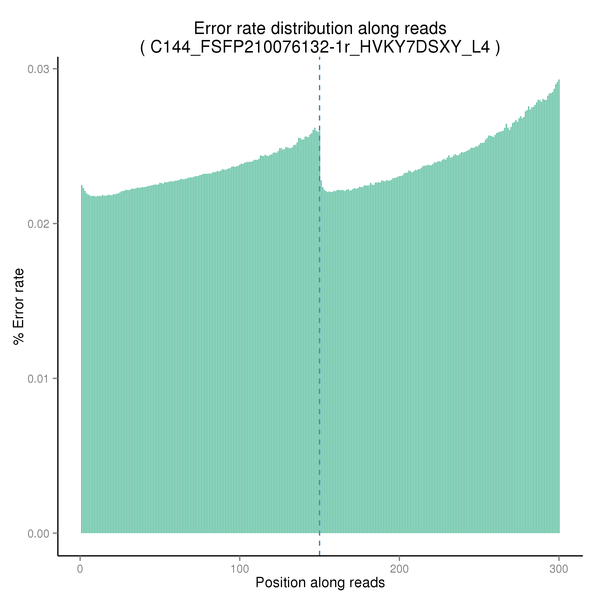 Error rate distribution along reads
( C144_FSFP210076132-1r_HVKY7DSXY_L4 )
0.03
0.02
0.01
0.00
% Error rate
0
100
200
300
Position along reads